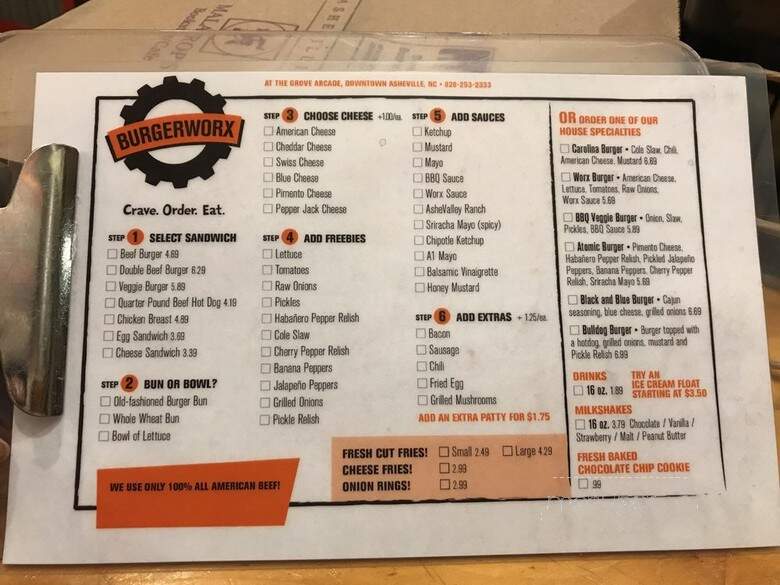 AT THE GROVE ARCADE, DOWNTOWN ASHEVILLE, NC • 828-253-2333
BURGERWORX
Crave. Order. Eat.
STEP 1 SELECT SANDWICH
Beef Burger 4.69
Double Beef Burger 6.29
Veggie Burger 5.89
Quarter Pound Beef Hot Dog 4.19
Chicken Breast 4.89
Egg Sandwich 3.69
Cheese Sandwich 3.39
STEP 2 BUN OR BOWL?
Old-fashioned Burger Bun
Whole Wheat Bun
Bowl of Lettuce
WE USE ONLY 100% ALL AMERICAN BEEF!
STEP 3 CHOOSE CHEESE +1.00/ea.
American Cheese
Cheddar Cheese
Swiss Cheese
Blue Cheese
Pimento Cheese
Pepper Jack Cheese
STEP 4 ADD FREEBIES
Lettuce
Tomatoes
Raw Onions
Pickles
Habañero Pepper Relish
Cole Slaw
Cherry Pepper Relish
Banana Peppers
Jalapeño Peppers
Grilled Onions
Pickle Relish
STEP 5 ADD SAUCES
Ketchup
Mustard
Mayo
BBQ Sauce
Worx Sauce
AsheValley Ranch
Sriracha Mayo (spicy)
Chipotle Ketchup
A1 Mayo
Balsamic Vinaigrette
Honey Mustard
STEP 6 ADD EXTRAS + 1.25/ea.
Bacon
Sausage
Chili
Fried Egg
Grilled Mushrooms
ADD AN EXTRA PATTY FOR $1.75
FRESH CUT FRIES! Small 2.49 Large 4.29
CHEESE FRIES! 2.99
ONION RINGS! 2.99
OR ORDER ONE OF OUR
HOUSE SPECIALTIES
Carolina Burger • Cole Slaw, Chili,
American Cheese, Mustard 6.69
Worx Burger • American Cheese,
Lettuce, Tomatoes, Raw Onions,
Worx Sauce 5.69
BBQ Veggie Burger • Onion, Slaw,
Pickles, BBQ Sauce 5.89
Atomic Burger • Pimento Cheese,
Habañero Pepper Relish, Pickled Jalapeño
Peppers, Banana Peppers, Cherry Pepper
Relish, Sriracha Mayo 5.69
Black and Blue Burger • Cajun
seasoning, blue cheese, grilled onions 6.69
Bulldog Burger • Burger topped with
a hotdog, grilled onions, mustard and
Pickle Relish 6.99
DRINKS
16 oz. 1.89
TRY AN
ICE CREAM FLOAT
STARTING AT $3.50
MILKSHAKES
16 oz. 3.79 Chocolate / Vanilla /
Strawberry / Malt / Peanut Butter
FRESH BAKED
CHOCOLATE CHIP COOKIE
.99